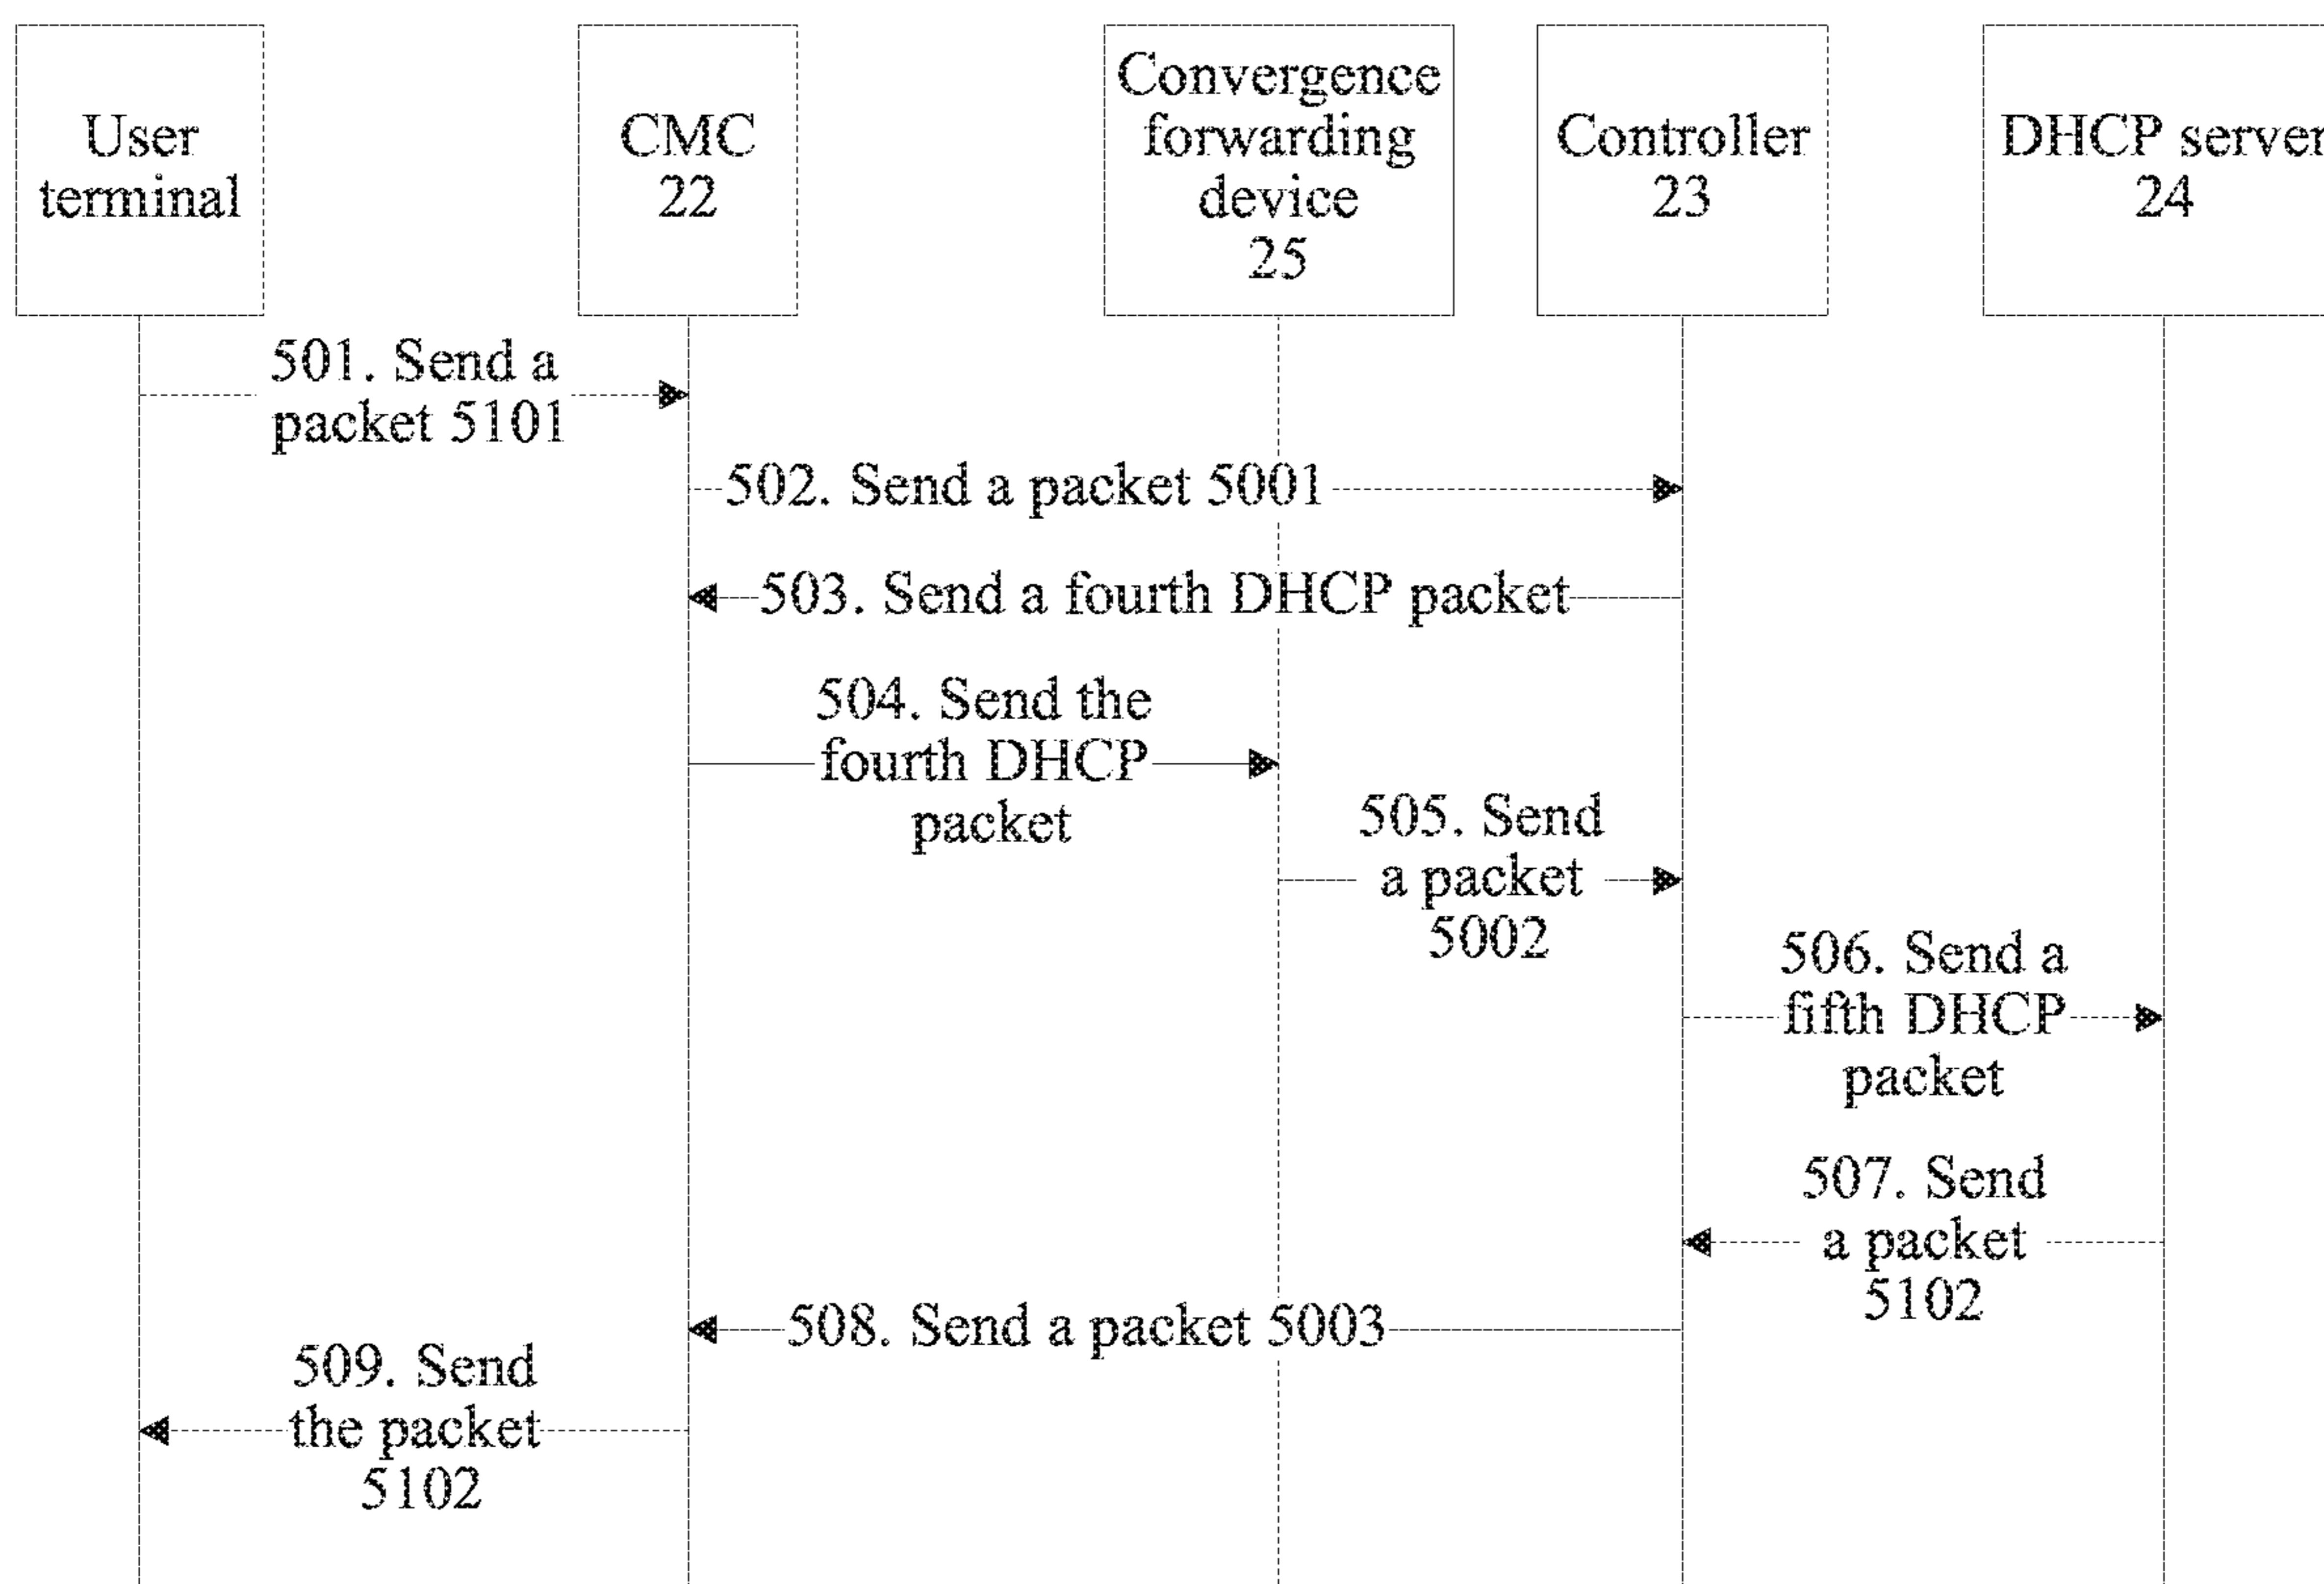 User
terminal
CMC
22
Convergence
forwarding
device
25
Controller
23
DHCP server
24
501. Send a
packet 5101
502. Send a packet 5001
503. Send a fourth DHCP packet
504. Send the
fourth DHCP
packet
505. Send
a packet
5002
506. Send a
fifth DHCP
packet
507. Send
a packet
5102
508. Send a packet 5003
509. Send
the packet
5102